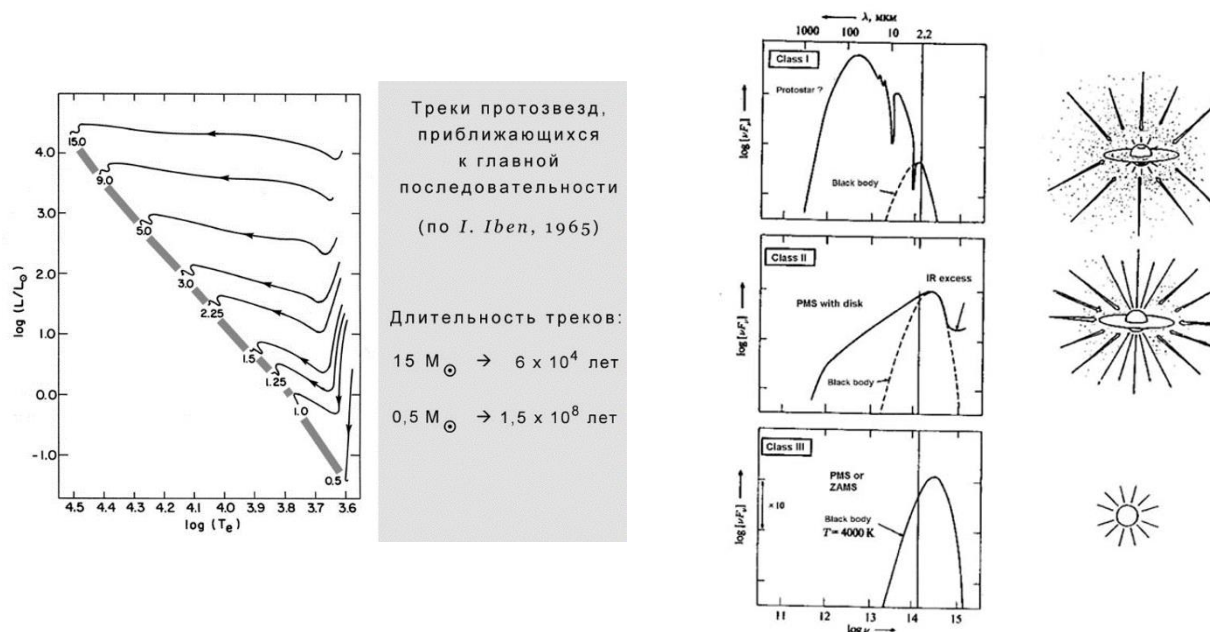 4.0
3.0
2.0
1.0
0.0
-1.0
log (L/L⊙)
15.0
9.0
5.0
3.0
2.25
1.5
1.25
1.0
0.5
4.5 4.4 4.3 4.2 4.1 4.0 3.9 3.8 3.7 3.6
log (Te)
Треки протозвезд,
приближающихся
к главной
последовательности
(по I. Iben, 1965)
Длительность треков:
15 M⊙ → 6 x 10⁴ лет
0,5 M⊙ → 1,5 x 10⁸ лет
λ, мкм
1000 100 10 2,2
Class I
Protostar ?
Black body
log [νFν]
Class II
IR excess
PMS with disk
Black body
log [νFν]
Class III
PMS or
ZAMS
× 10
Black body
T = 4000 K
log [νFν]
11 12 13 14 15
log ν